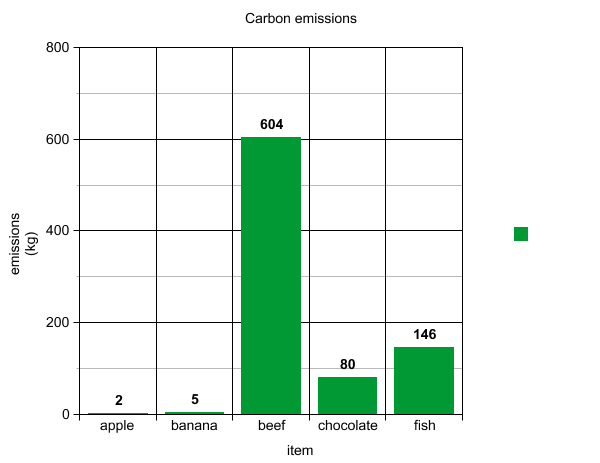 Carbon emissions
800
600
400
200
0
emissions
(kg)
2
5
604
80
146
apple
banana
beef
chocolate
fish
item